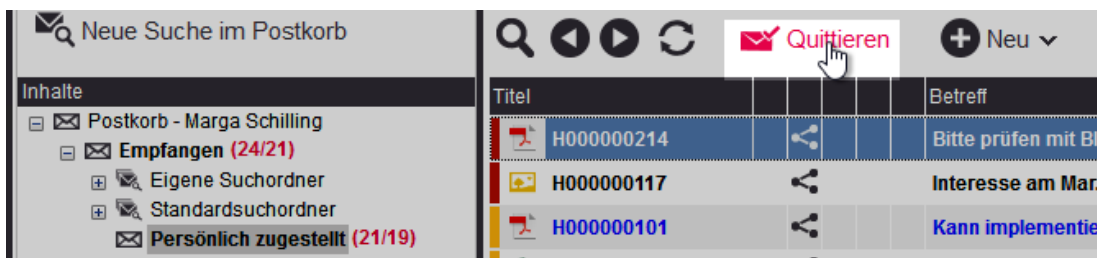 Neue Suche im Postkorb
Quittieren
Neu
Inhalte
Postkorb - Marga Schilling
Empfangen (24/21)
Eigene Suchordner
Standardsuchordner
Persönlich zugestellt (21/19)
Titel Betreff
H000000214 Bitte prüfen mit
H000000117 Interesse am
H000000101 Kann